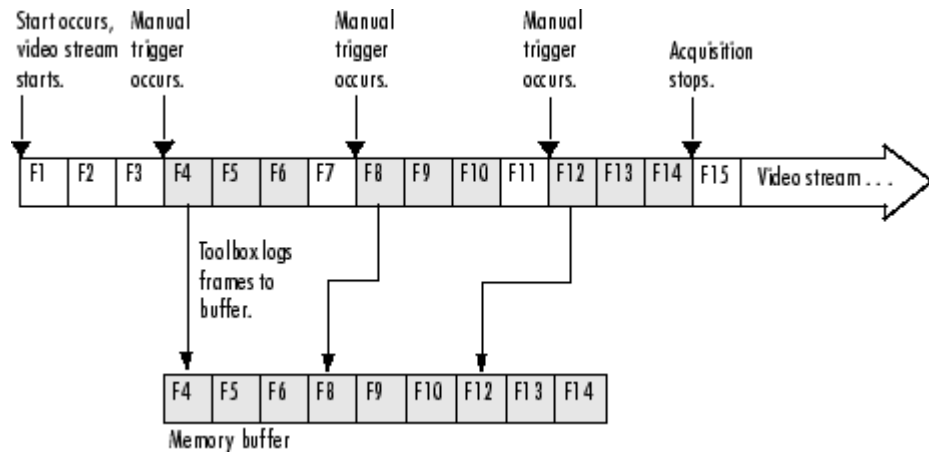 Start occurs,
video stream
starts.
Manual
trigger
occurs.
Manual
trigger
occurs.
Manual
trigger
occurs.
Acquisition
stops.
F1 F2 F3 F4 F5 F6 F7 F8 F9 F10 F11 F12 F13 F14 F15 Video stream . . .
Toolbox logs
frames to
buffer.
F4 F5 F6 F8 F9 F10 F12 F13 F14
Memory buffer